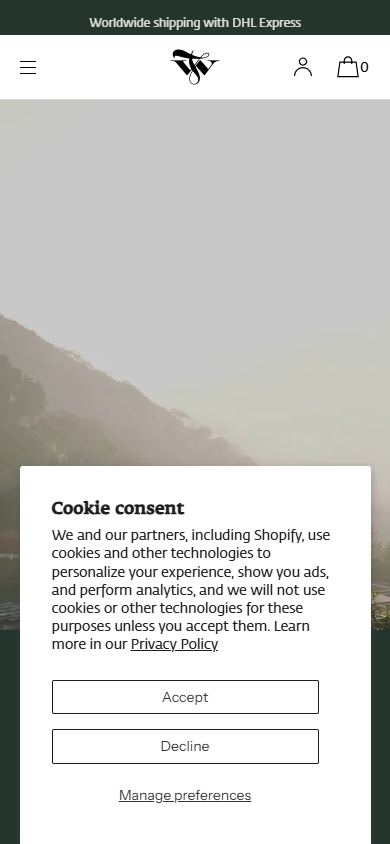 Worldwide shipping with DHL Express
0
Cookie consent
We and our partners, including Shopify, use
cookies and other technologies to
personalize your experience, show you ads,
and perform analytics, and we will not use
cookies or other technologies for these
purposes unless you accept them. Learn
more in our Privacy Policy
Accept
Decline
Manage preferences